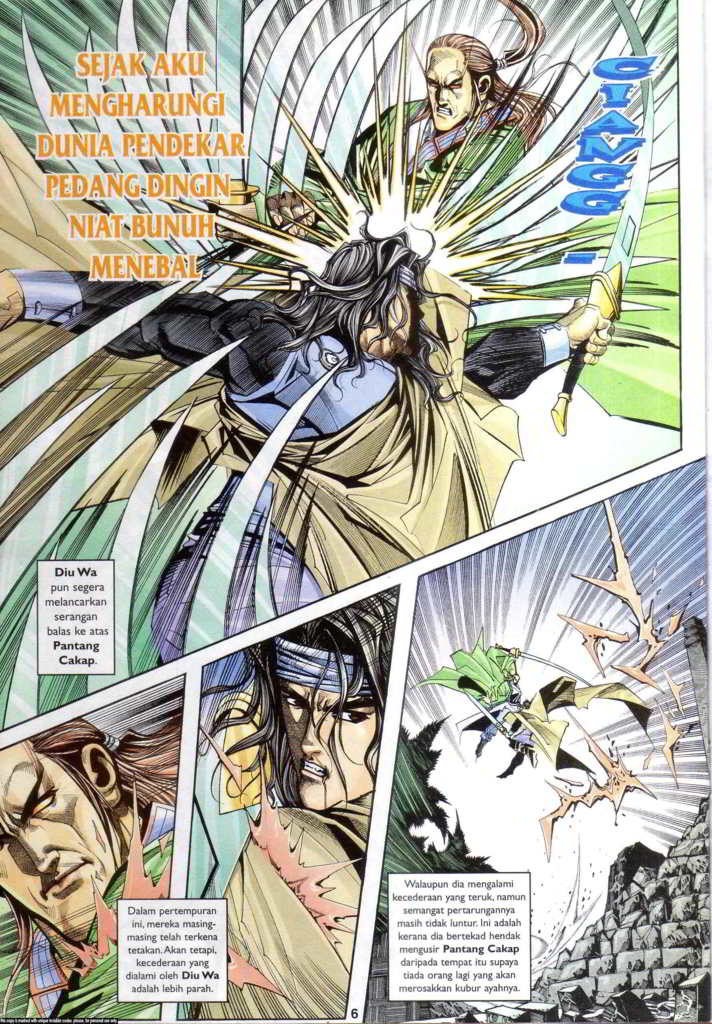 SEJAK AKU
MENGHARUNGI
DUNIA PENDEKAR
PEDANG DINGIN
NIAT BUNUH
MENEBAL
CIANGG-
Diu Wa
pun segera
melancarkan
serangan
balas ke atas
Pantang
Cakap.
Dalam pertempuran
ini, mereka masing-
masing telah terkena
tetakan. Akan tetapi,
kecederaan yang
dialami oleh Diu Wa
adalah lebih parah.
Walaupun dia mengalami
kecederaan yang teruk, namun
semangat pertarungannya
masih tidak luntur. Ini adalah
kerana dia bertekad hendak
mengusir Pantang Cakap
daripada tempat itu supaya
tiada orang lagi yang akan
merosakkan kubur ayahnya.
6